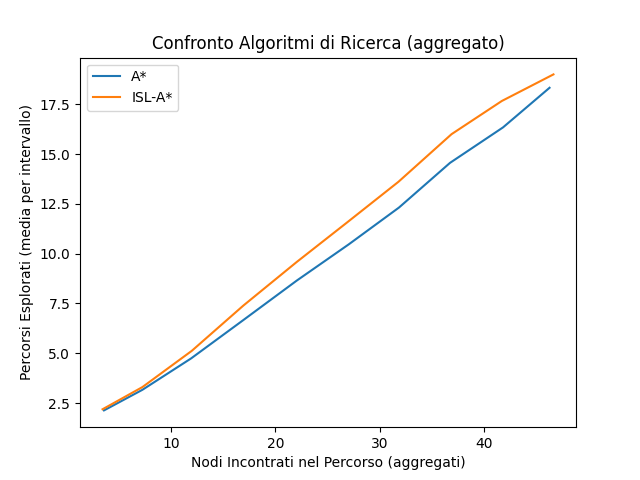 Confronto Algoritmi di Ricerca (aggregato)
A*
ISL-A*
Percorsi Esplorati (media per intervallo)
17.5
15.0
12.5
10.0
7.5
5.0
2.5
10 20 30 40
Nodi Incontrati nel Percorso (aggregati)